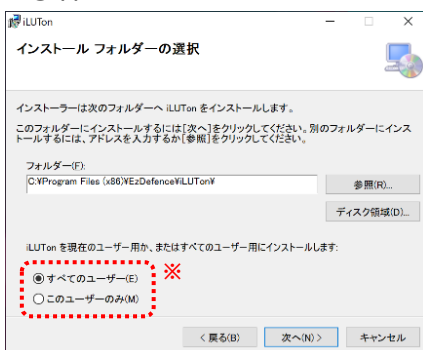 iLUTon
インストール フォルダーの選択
インストーラーは次のフォルダーへ iLUTon をインストールします。
このフォルダーにインストールするには[次へ]をクリックしてください。別のフォルダーにインス
トールするには、アドレスを入力するか[参照]をクリックしてください。
フォルダー(F):
C:¥Program Files (x86)¥EzDefence¥iLUTon¥
参照(R)...
ディスク領域(D)...
iLUTon を現在のユーザー用か、またはすべてのユーザー用にインストールします:
すべてのユーザー(E)
※
このユーザーのみ(M)
< 戻る(B)
次へ(N) >
キャンセル